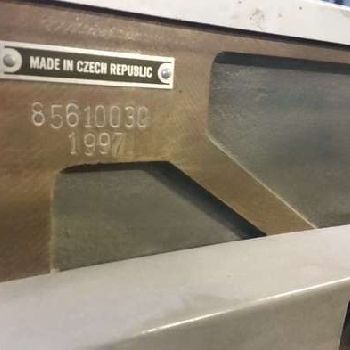 MADE IN CZECH REPUBLIC
85610030
1997